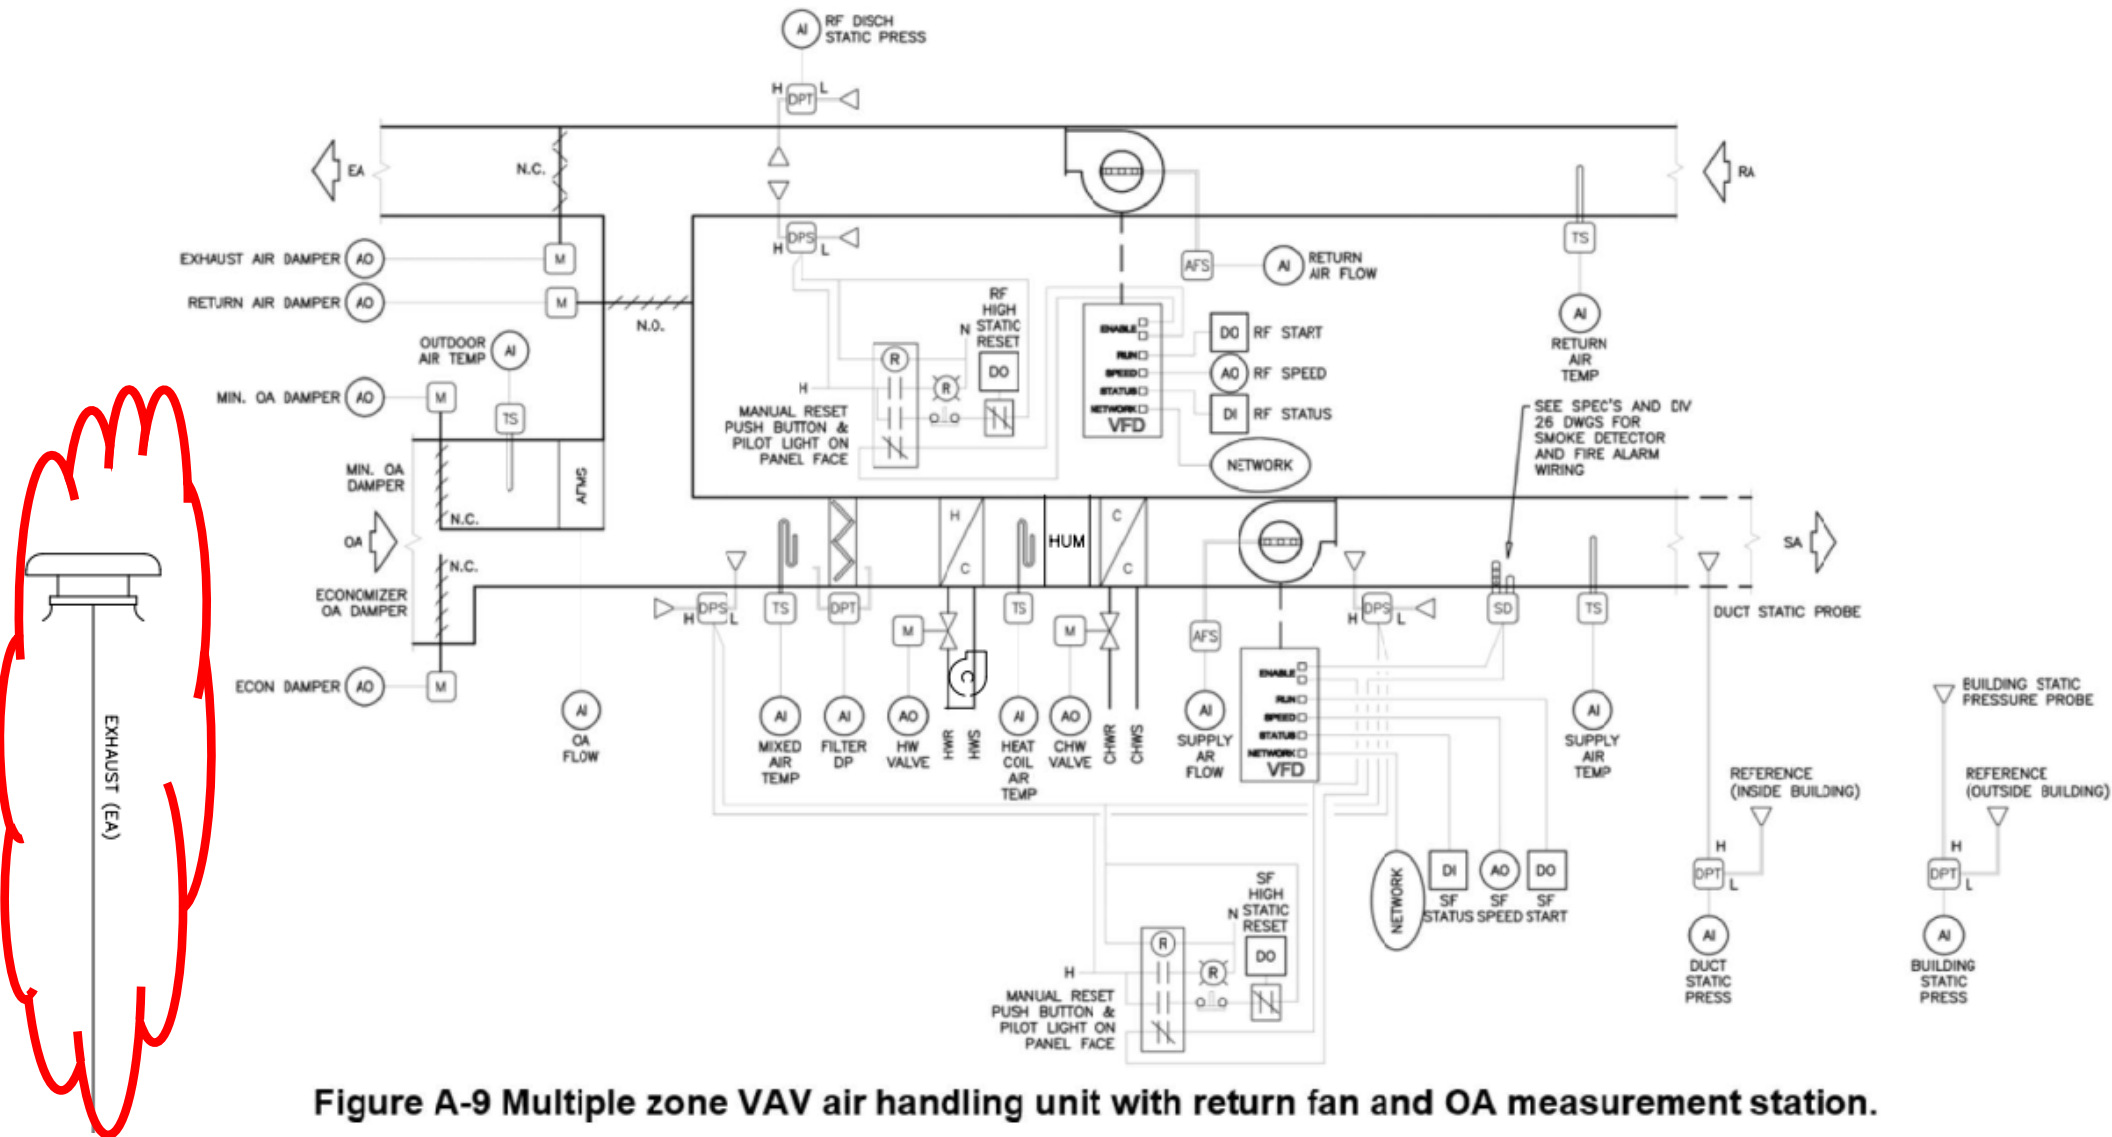 AI
RF DISCH
STATIC PRESS
H
DPT
L
EA
N.C.
RA
DPS
H
L
TS
EXHAUST AIR DAMPER
AO
M
AFS
AI
RETURN
AIR FLOW
RETURN AIR DAMPER
AO
M
N.O.
RF
HIGH
STATIC
RESET
N
DO
ENABLE
RUN
SPEED
STATUS
NETWORK
VFD
DO
RF START
AO
RF SPEED
DI
RF STATUS
NETWORK
AI
RETURN
AIR
TEMP
OUTDOOR
AIR TEMP
AI
MIN. OA DAMPER
AO
M
TS
R
R
H
MANUAL RESET
PUSH BUTTON &
PILOT LIGHT ON
PANEL FACE
SEE SPEC'S AND DIV
26 DWGS FOR
SMOKE DETECTOR
AND FIRE ALARM
WIRING
MIN. OA
DAMPER
AFMS
N.C.
OA
N.C.
H
C
HUM
C
C
SA
ECONOMIZER
OA DAMPER
DPS
H
L
TS
DPT
M
TS
M
AFS
DPS
H
L
SD
TS
DUCT STATIC PROBE
ECON DAMPER
AO
M
C
ENABLE
RUN
SPEED
STATUS
NETWORK
VFD
BUILDING STATIC
PRESSURE PROBE
EXHAUST (EA)
AI
OA
FLOW
AI
MIXED
AIR
TEMP
AI
FILTER
DP
AO
HW
VALVE
HWR
HWS
AI
HEAT
COIL
AIR
TEMP
AO
CHW
VALVE
CHWR
CHWS
AI
SUPPLY
AR
FLOW
AI
SUPPLY
AIR
TEMP
REFERENCE
(INSIDE BUILDING)
REFERENCE
(OUTSIDE BUILDING)
NETWORK
DI
SF
STATUS
AO
SF
SPEED
DO
SF
START
H
DPT
L
H
DPT
L
SF
HIGH
STATIC
RESET
N
DO
R
R
H
MANUAL RESET
PUSH BUTTON &
PILOT LIGHT ON
PANEL FACE
AI
DUCT
STATIC
PRESS
AI
BUILDING
STATIC
PRESS
Figure A-9 Multiple zone VAV air handling unit with return fan and OA measurement station.